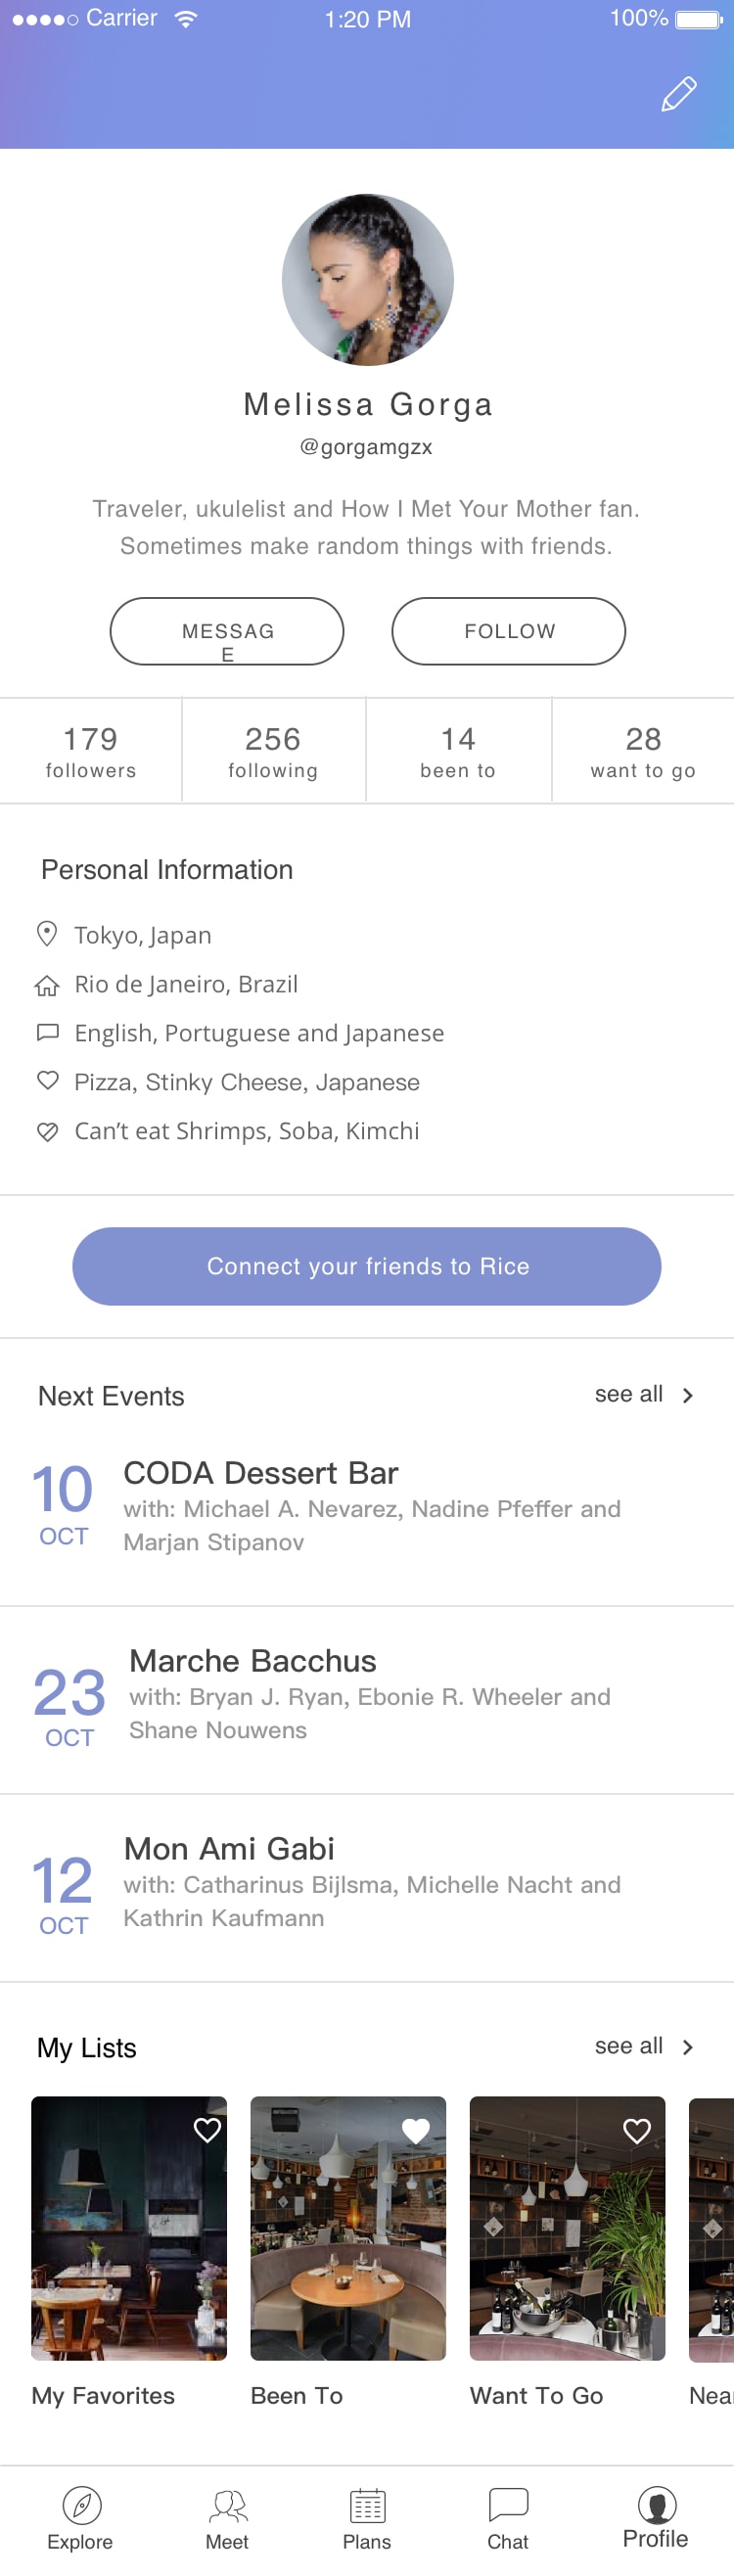 Carrier 1:20 PM 100%
Melissa Gorga
@gorgamgzx
Traveler, ukulelist and How I Met Your Mother fan.
Sometimes make random things with friends.
MESSAG
E
FOLLOW
179 256 14 28
followers following been to want to go
Personal Information
Tokyo, Japan
Rio de Janeiro, Brazil
English, Portuguese and Japanese
Pizza, Stinky Cheese, Japanese
Can’t eat Shrimps, Soba, Kimchi
Connect your friends to Rice
Next Events see all
10
OCT
CODA Dessert Bar
with: Michael A. Nevarez, Nadine Pfeffer and
Marjan Stipanov
23
OCT
Marche Bacchus
with: Bryan J. Ryan, Ebonie R. Wheeler and
Shane Nouwens
12
OCT
Mon Ami Gabi
with: Catharinus Bijlsma, Michelle Nacht and
Kathrin Kaufmann
My Lists see all
My Favorites Been To Want To Go Nea
Explore Meet Plans Chat Profile